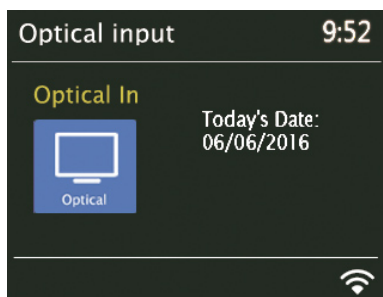 Optical input 9:52
Optical In
Today's Date:
06/06/2016
Optical